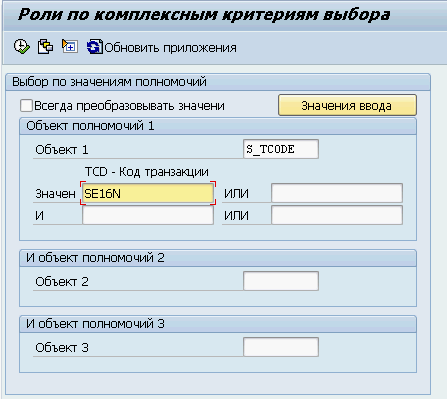 Роли по комплексным критериям выбора
Обновить приложения
Выбор по значениям полномочий
Всегда преобразовывать значени
Значения ввода
Объект полномочий 1
Объект 1 S_TCODE
TCD - Код транзакции
Значен SE16N ИЛИ
И ИЛИ
И объект полномочий 2
Объект 2
И объект полномочий 3
Объект 3